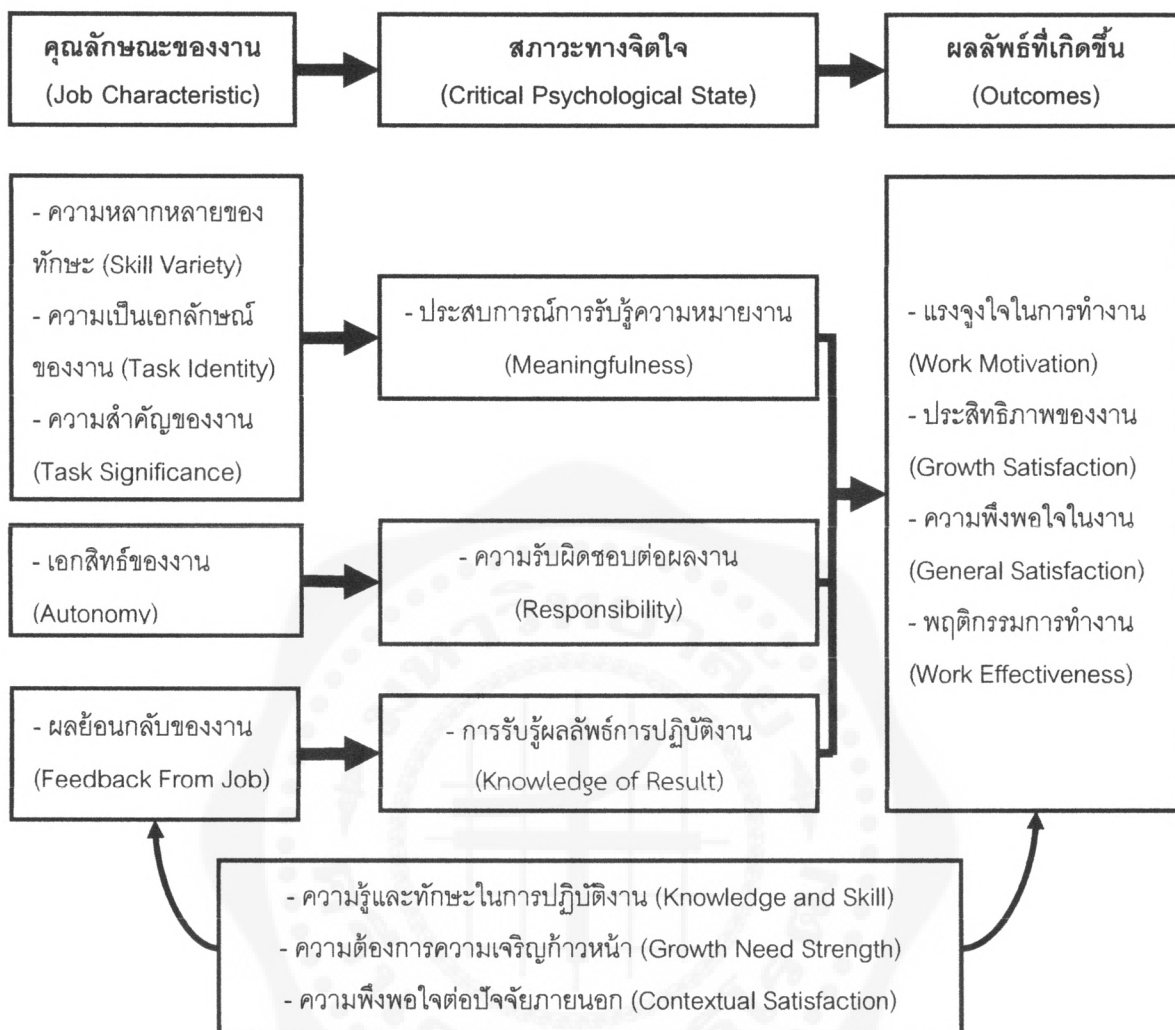 คุณลักษณะของงาน
(Job Characteristic)
สภาวะทางจิตใจ
(Critical Psychological State)
ผลลัพธ์ที่เกิดขึ้น
(Outcomes)
- ความหลากหลายของ
ทักษะ (Skill Variety)
- ความเป็นเอกลักษณ์
ของงาน (Task Identity)
- ความสำคัญของงาน
(Task Significance)
- ประสบการณ์การรับรู้ความหมายงาน
(Meaningfulness)
- แรงจูงใจในการทำงาน
(Work Motivation)
- ประสิทธิภาพของงาน
(Growth Satisfaction)
- ความพึงพอใจในงาน
(General Satisfaction)
- พฤติกรรมการทำงาน
(Work Effectiveness)
- เอกสิทธ์ของงาน
(Autonomy)
- ความรับผิดชอบต่อผลงาน
(Responsibility)
- ผลย้อนกลับของงาน
(Feedback From Job)
- การรับรู้ผลลัพธ์การปฏิบัติงาน
(Knowledge of Result)
- ความรู้และทักษะในการปฏิบัติงาน (Knowledge and Skill)
- ความต้องการความเจริญก้าวหน้า (Growth Need Strength)
- ความพึงพอใจต่อปัจจัยภายนอก (Contextual Satisfaction)